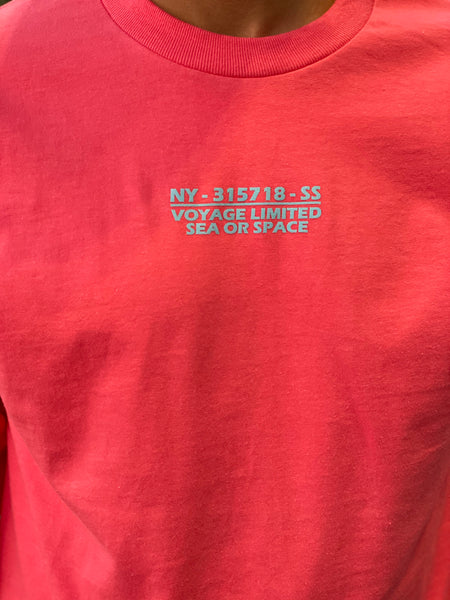 NY - 315718 - SS
VOYAGE LIMITED
SEA OR SPACE